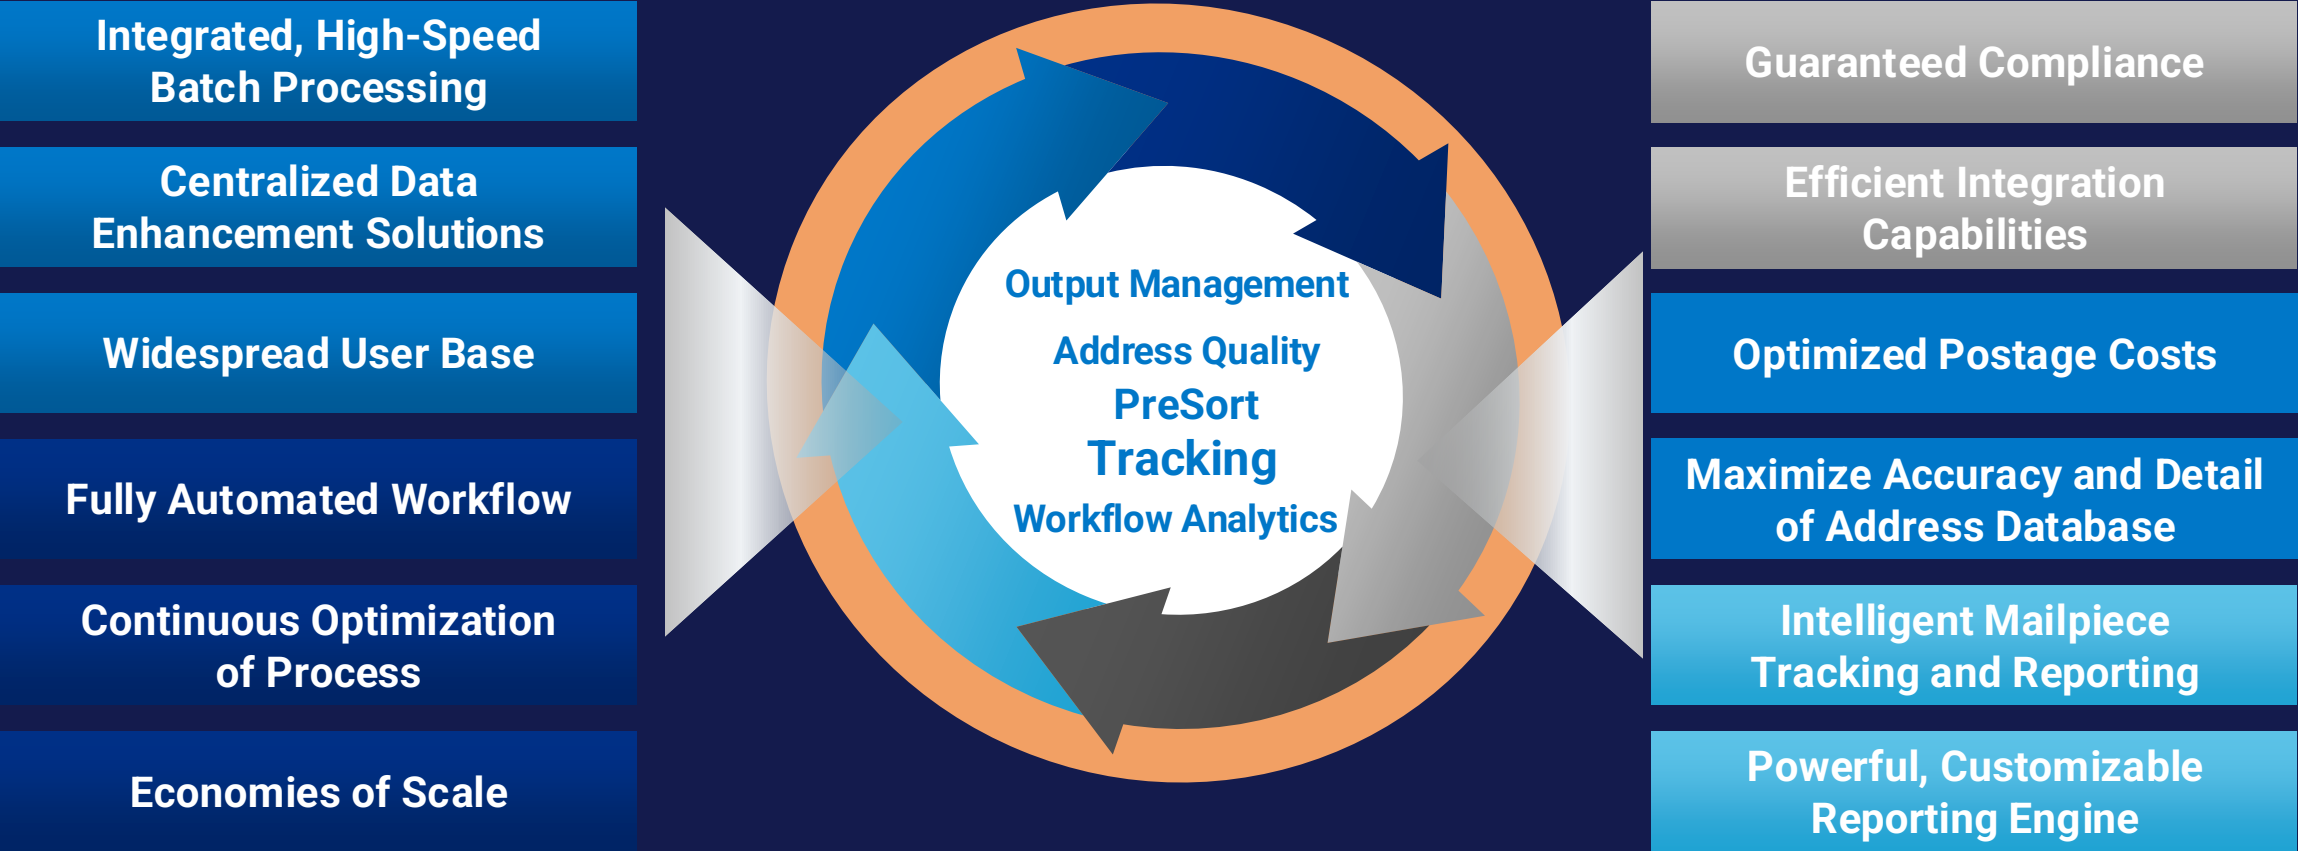 Integrated, High-Speed
Batch Processing
Centralized Data
Enhancement Solutions
Widespread User Base
Fully Automated Workflow
Continuous Optimization
of Process
Economies of Scale
Output Management
Address Quality
PreSort
Tracking
Workflow Analytics
Guaranteed Compliance
Efficient Integration
Capabilities
Optimized Postage Costs
Maximize Accuracy and Detail
of Address Database
Intelligent Mailpiece
Tracking and Reporting
Powerful, Customizable
Reporting Engine